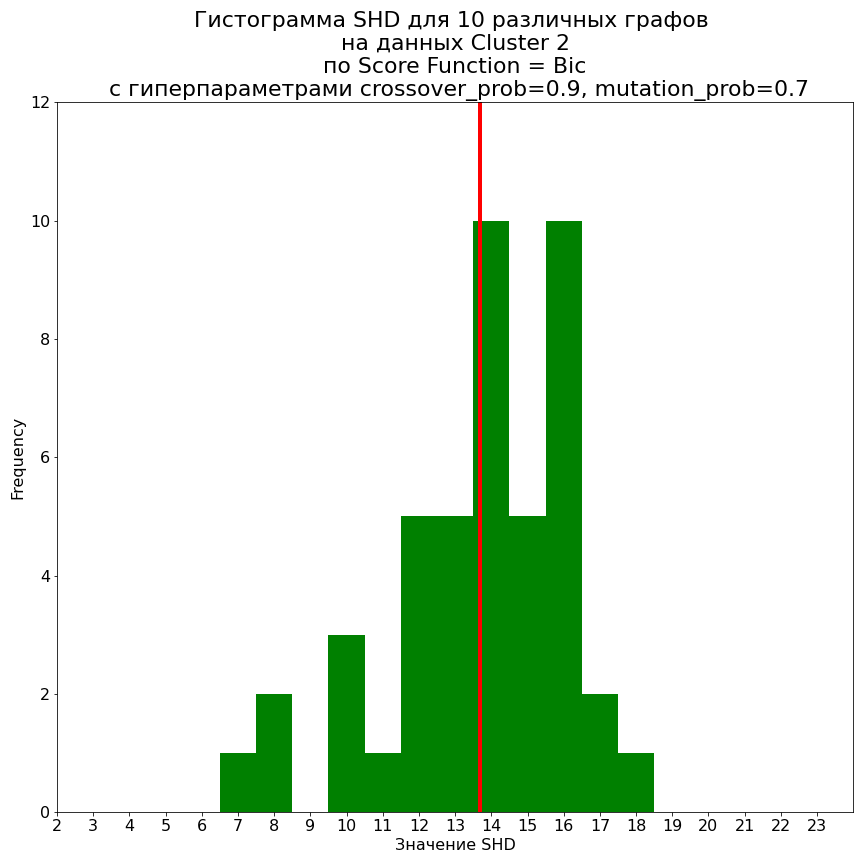 Гистограмма SHD для 10 различных графов
на данных Cluster 2
по Score Function = Bic
с гиперпараметрами crossover_prob=0.9, mutation_prob=0.7
12
10
8
6
4
2
0
Frequency
2 3 4 5 6 7 8 9 10 11 12 13 14 15 16 17 18 19 20 21 22 23
Значение SHD